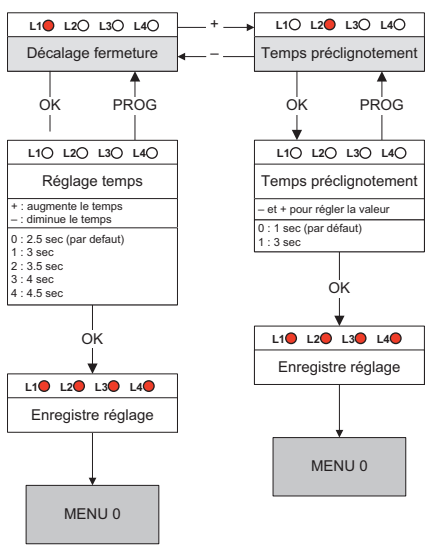 L1 L2 L3 L4
Décalage fermeture
+
–
L1 L2 L3 L4
Temps préclignotement
OK
PROG
OK
PROG
L1 L2 L3 L4
Réglage temps
+ : augmente le temps
– : diminue le temps
0 : 2.5 sec (par defaut)
1 : 3 sec
2 : 3.5 sec
3 : 4 sec
4 : 4.5 sec
L1 L2 L3 L4
Temps préclignotement
– et + pour régler la valeur
0 : 1 sec (par défaut)
1 : 3 sec
OK
OK
L1 L2 L3 L4
Enregistre réglage
L1 L2 L3 L4
Enregistre réglage
MENU 0
MENU 0